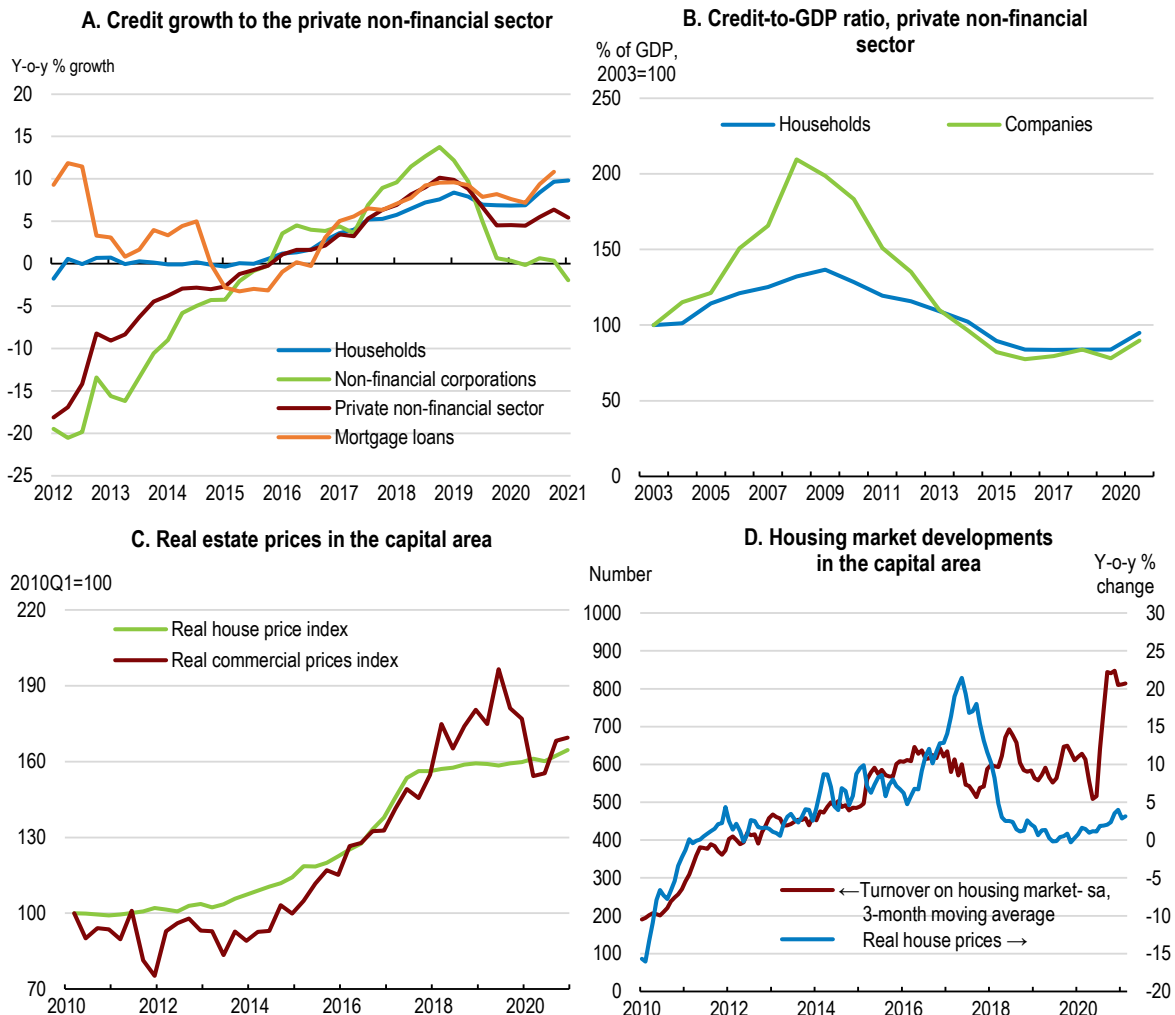 A. Credit growth to the private non-financial sector
Y-o-y % growth
20
15
10
5
0
-5
-10
-15
-20
-25
Households
Non-financial corporations
Private non-financial sector
Mortgage loans
2012 2013 2014 2015 2016 2017 2018 2019 2020 2021
B. Credit-to-GDP ratio, private non-financial
sector
% of GDP,
2003=100
250
200
150
100
50
0
Households Companies
2003 2005 2007 2009 2011 2013 2015 2017 2020
C. Real estate prices in the capital area
2010Q1=100
220
190
160
130
100
70
Real house price index
Real commercial prices index
2010 2012 2014 2016 2018 2020
D. Housing market developments
in the capital area
Number
Y-o-y %
change
1000
900
800
700
600
500
400
300
200
100
0
30
25
20
15
10
5
0
-5
-10
-15
-20
←Turnover on housing market- sa,
3-month moving average
Real house prices →
2010 2012 2014 2016 2018 2020